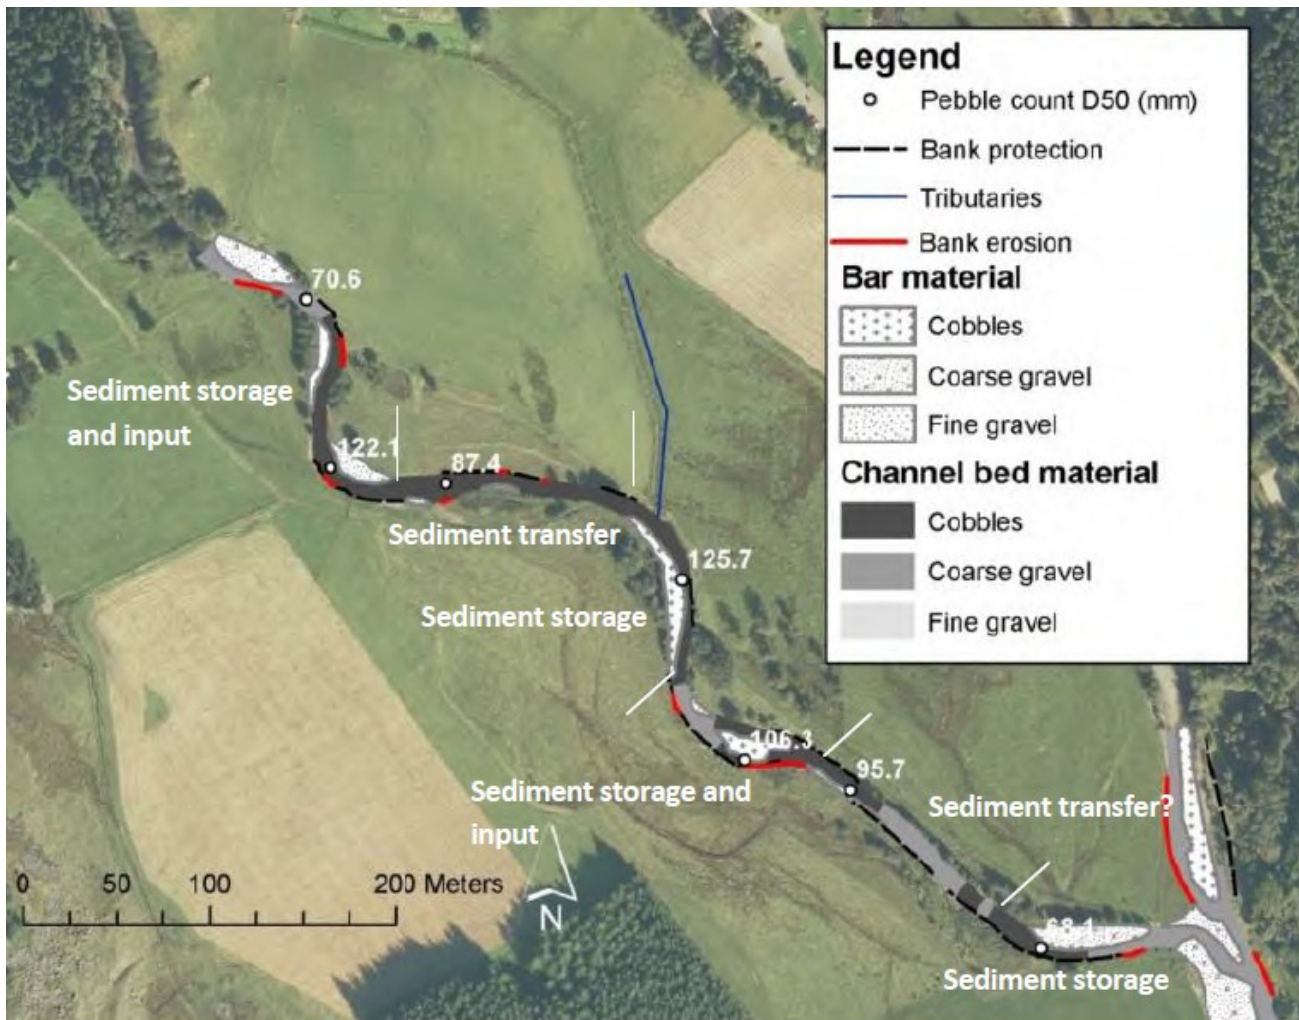 Legend
Pebble count D50 (mm)
Bank protection
Tributaries
Bank erosion
Bar material
Cobbles
Coarse gravel
Fine gravel
Channel bed material
Cobbles
Coarse gravel
Fine gravel
70.6
Sediment storage
and input
122.1
87.4
Sediment transfer
125.7
Sediment storage
106.3
95.7
Sediment storage and
input
Sediment transfer?
0 50 100 200 Meters
N
68.1
Sediment storage